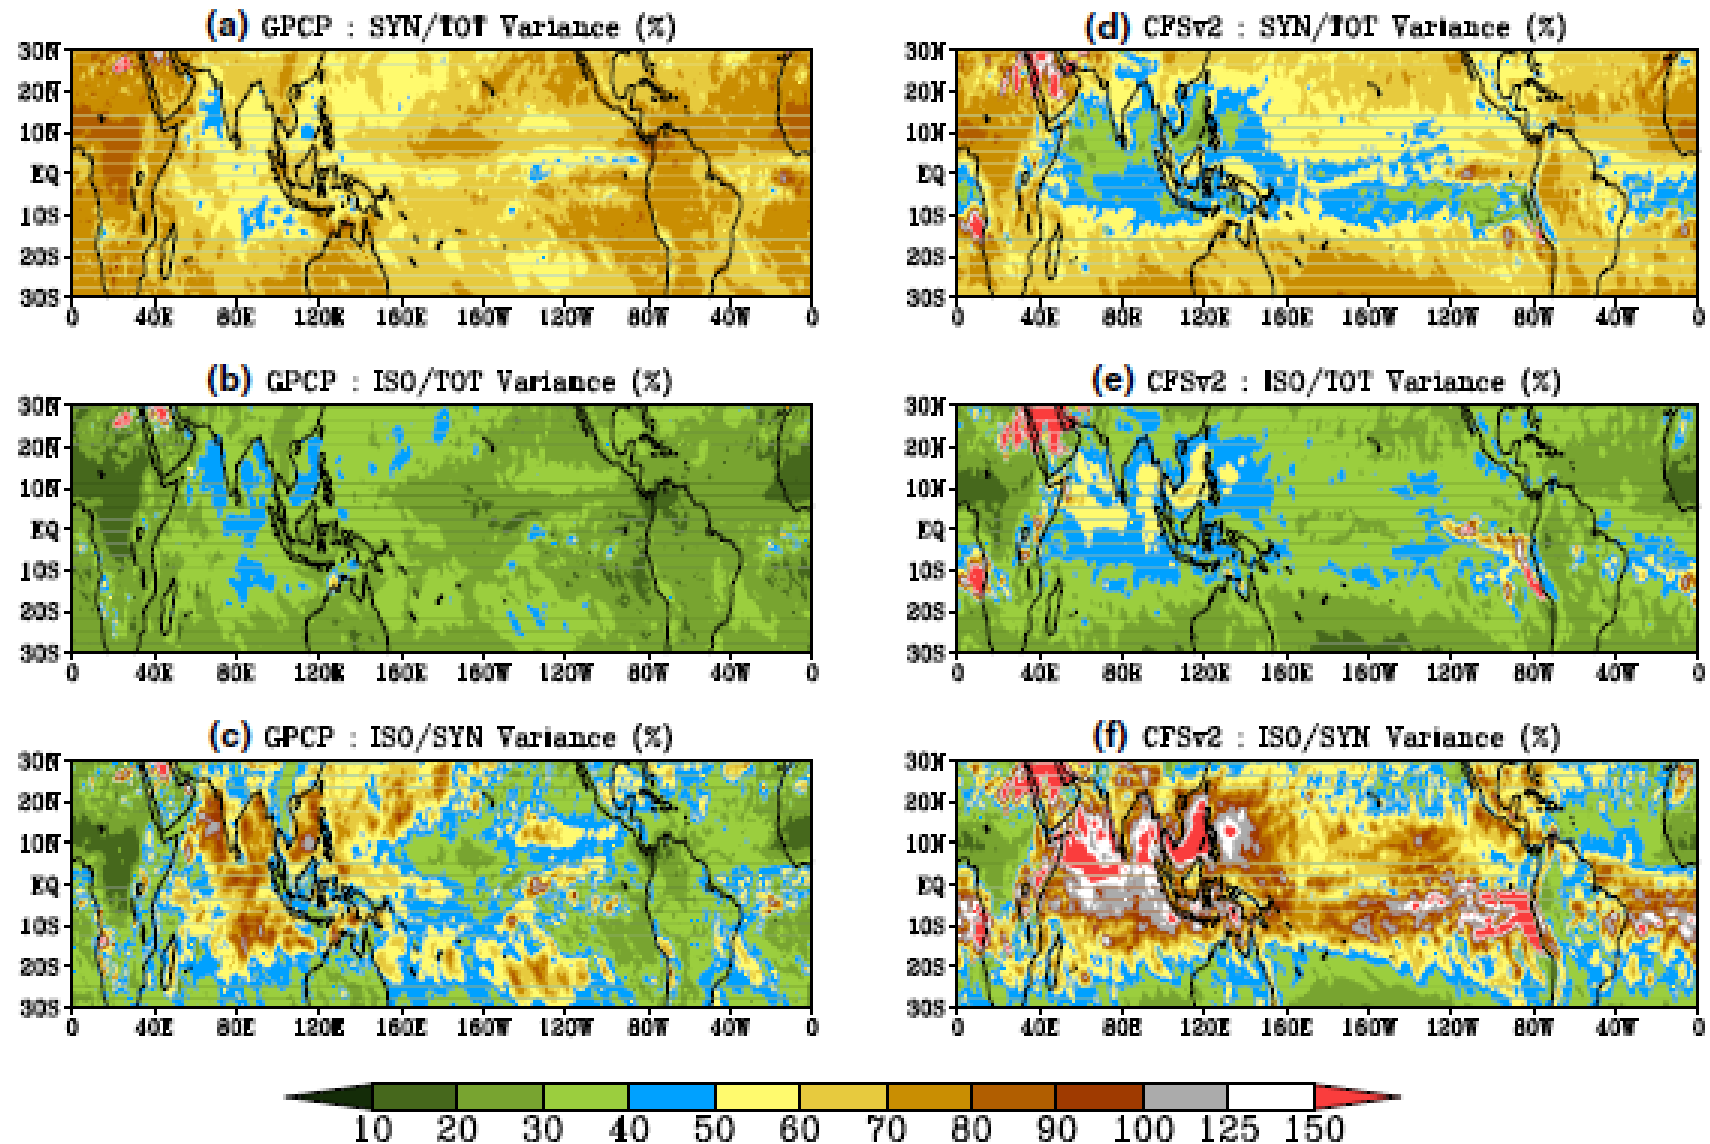 (a) GPCP : SYN/TOT Variance (%)
(d) CFSv2 : SYN/TOT Variance (%)
30N
20N
10N
EQ
10S
20S
30S
0 40E 80E 120E 160E 160W 120W 80W 40W 0
30N
20N
10N
EQ
10S
20S
30S
0 40E 80E 120E 160E 160W 120W 80W 40W 0
(b) GPCP : ISO/TOT Variance (%)
(e) CFSv2 : ISO/TOT Variance (%)
30N
20N
10N
EQ
10S
20S
30S
0 40E 80E 120E 160E 160W 120W 80W 40W 0
30N
20N
10N
EQ
10S
20S
30S
0 40E 80E 120E 160E 160W 120W 80W 40W 0
(c) GPCP : ISO/SYN Variance (%)
(f) CFSv2 : ISO/SYN Variance (%)
30N
20N
10N
EQ
10S
20S
30S
0 40E 80E 120E 160E 160W 120W 80W 40W 0
30N
20N
10N
EQ
10S
20S
30S
0 40E 80E 120E 160E 160W 120W 80W 40W 0
10 20 30 40 50 60 70 80 90 100 125 150